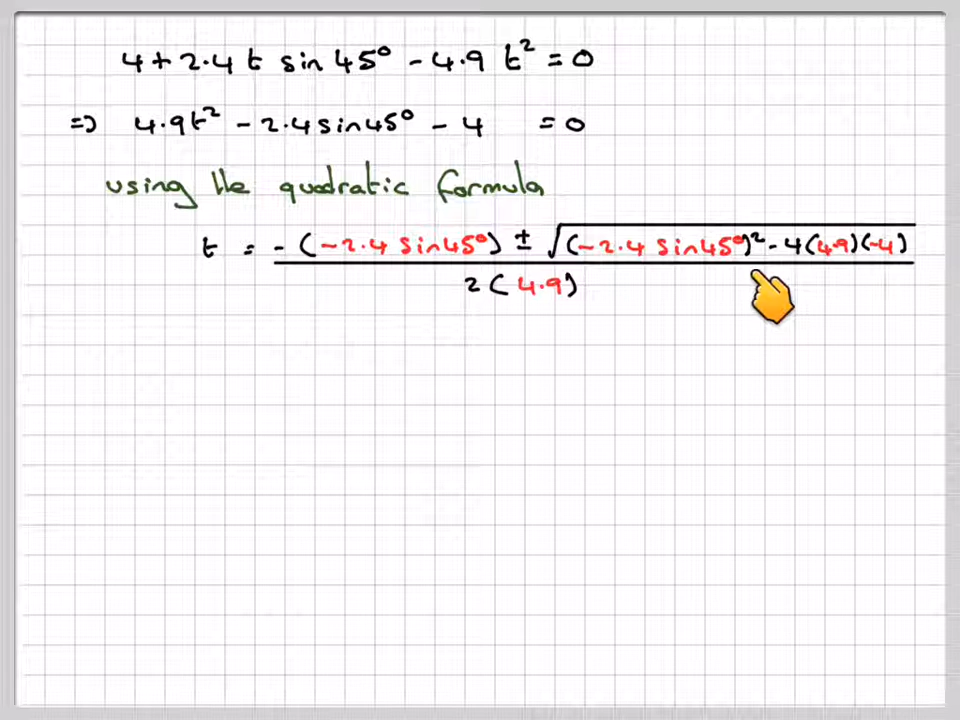 4 + 2.4 t sin 45° - 4.9 t² = 0
=> 4.9t² - 2.4 sin45° - 4 = 0
using the quadratic formula
t = -(-2.4 sin45°) ± √((-2.4 sin45°)² - 4(4.9)(-4))
2(4.9)